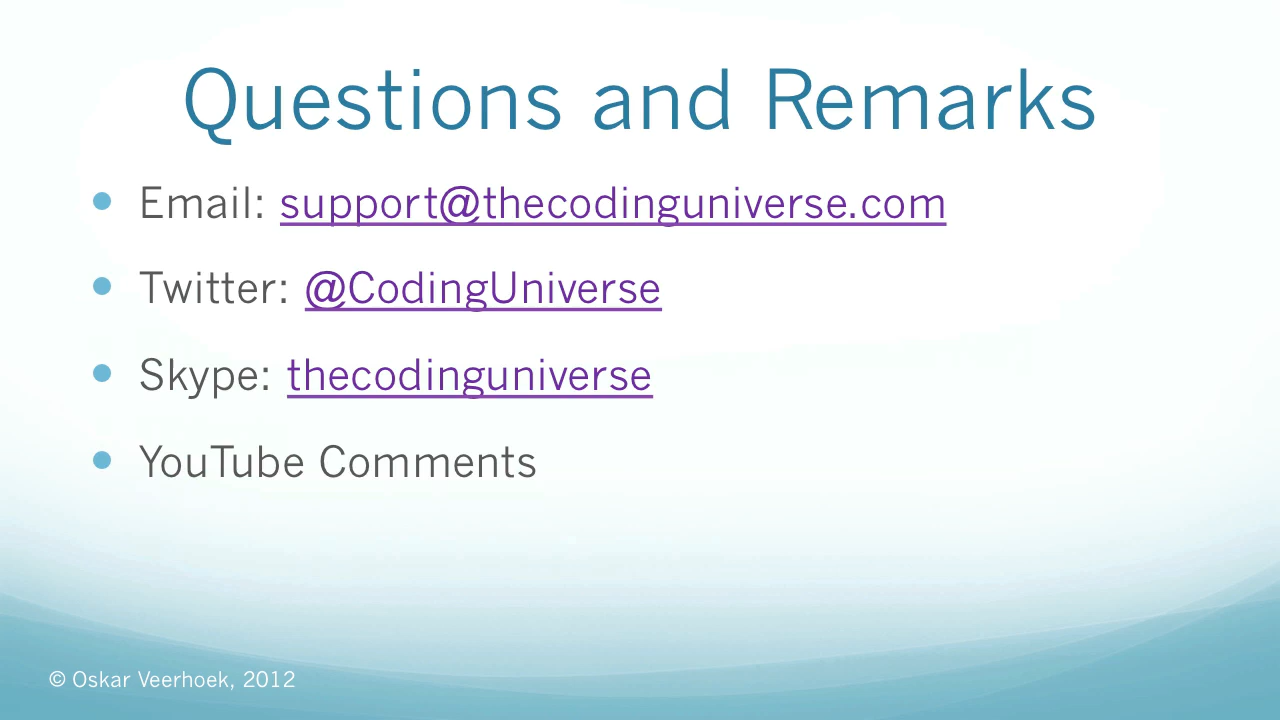 Questions and Remarks
Email: support@thecodinguniverse.com
Twitter: @CodingUniverse
Skype: thecodinguniverse
YouTube Comments
© Oskar Veerhoek, 2012